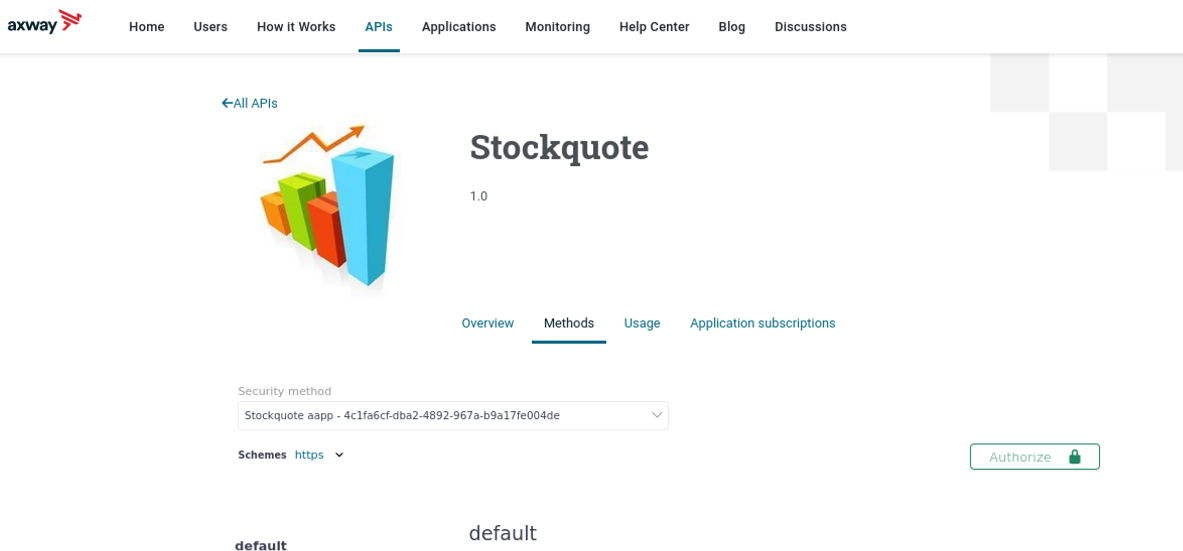 axway
Home Users How it Works APIs Applications Monitoring Help Center Blog Discussions
All APIs
Stockquote
1.0
Overview Methods Usage Application subscriptions
Security method
Stockquote aapp - 4c1fa6cf-dba2-4892-967a-b9a17fe004de
Schemes https
Authorize
default
default